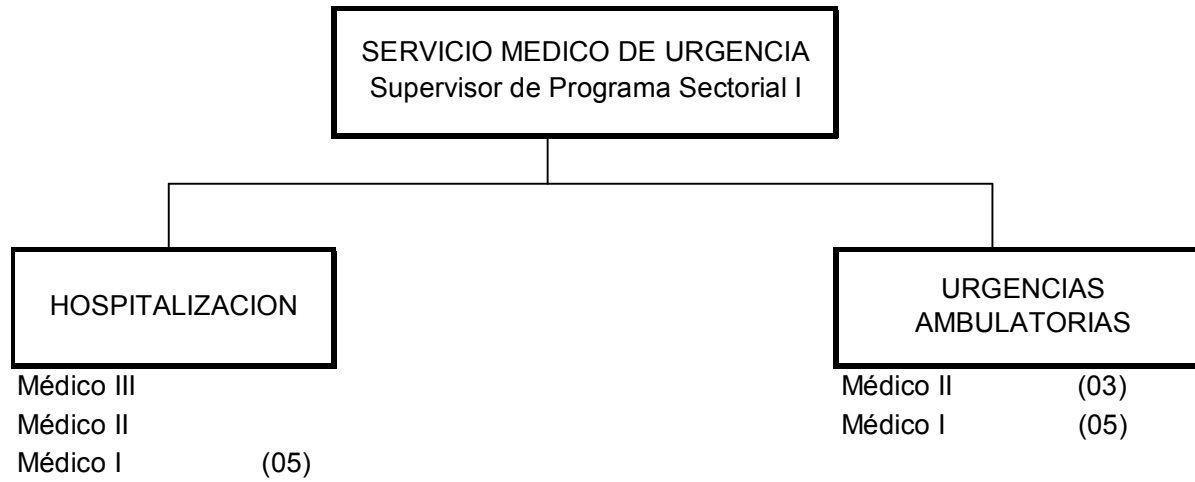 SERVICIO MEDICO DE URGENCIA
Supervisor de Programa Sectorial I
HOSPITALIZACION
Médico III
Médico II
Médico I (05)
URGENCIAS
AMBULATORIAS
Médico II (03)
Médico I (05)